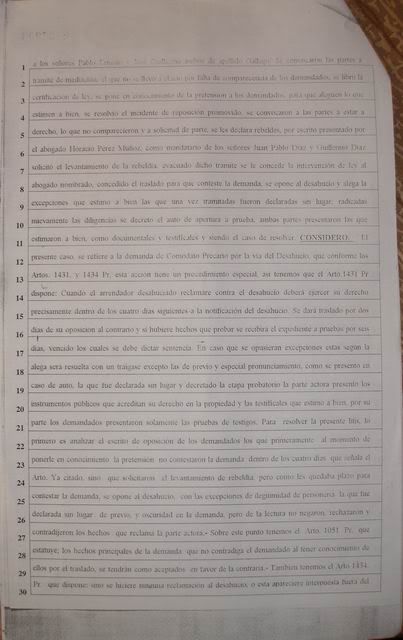 1 a los señores Pablo Ernesto y José Guillermo ambos de apellido Gallegos se convocaron las partes a
2 tramite de mediación, el que no se llevo a efecto por falta de comparecencia de los demandados, se libró la
3 certificación de ley, se pone en conocimiento de la pretensión a los demandados, para que aleguen lo que
4 estimen a bien, se resolvió el incidente de reposición promovido, se convocaron a las partes a estar a
5 derecho, lo que no comparecieron y a solicitud de parte, se les declara rebeldes, por escrito presentado por
6 el abogado Horacio Perez Muñoz, como mandatario de los señores Juan Pablo Díaz y Guillermo Díaz
7 solicitó el levantamiento de la rebeldía, evacuado dicho tramite se le concede la intervención de ley al
8 abogado nombrado, concedido el traslado para que conteste la demanda, se opone al desahucio y alega la
9 excepciones que estimo a bien las que una vez tramitadas fueron declaradas sin lugar, radicadas
10 nuevamente las diligencias se decreto el auto de apertura a prueba, ambas partes presentaron las que
11 estimaron a bien, como documentales y testificales y siendo el caso de resolver. CONSIDERO. El
12 presente caso, se refiere a la demanda de Comodato Precario por la vía del Desahucio, que conforme los
13 Artos. 1431, y 1434 Pr. esta acción tiene un procedimiento especial, así tenemos que el Arto.1431 Pr
14 dispone: Cuando el arrendador desahuciado reclamare contra el desahucio deberá ejercer su derecho
15 precisamente dentro de los cuatro días siguientes a la notificación del desahucio. Se dará traslado por dos
16 días de su oposición al contrario y si hubiere hechos que probar se recibirá el expediente a pruebas por seis
17 días, vencido los cuales se debe dictar sentencia. En caso que se opusieran excepciones estas según la
18 alega será resuelta con un tráigase excepto las de previo y especial pronunciamiento, como se presento en
19 caso de auto, la que fue declarada sin lugar y decretado la etapa probatorio la parte actora presento los
20 instrumentos públicos que acreditan su derecho en la propiedad y las testificales que estimo a bien, por su
21 parte los demandados presentaron solamente las pruebas de testigos. Para resolver la presente litis, lo
22 primero es analizar el escrito de oposición de los demandados los que primeramente al momento de
23 ponerle en conocimiento la pretensión no contestaron la demanda dentro de los cuatro días que señala el
24 Arto. Ya citado, sino que solicitaron el levantamiento de rebeldía, pero como les quedaba plazo para
25 contestar la demanda, se opone al desahucio, con las excepciones de ilegitimidad de personería la que fue
26 declarada sin lugar de previo, y oscuridad en la demanda, pero de la lectura no negaron, rechazaron y
27 contradijeron los hechos que reclama la parte actora.- Sobre este punto tenemos el Arto. 1051 Pr. que
28 estatuye; los hechos principales de la demanda que no contradiga el demandado al tener conocimiento de
29 ellos por el traslado, se tendrán como aceptados en favor de la contraria.- También tenemos el Arto 1434
30 Pr. que dispone: sino se hiciere ninguna reclamación al desahucio, o esta apareciere interpuesta fuera del